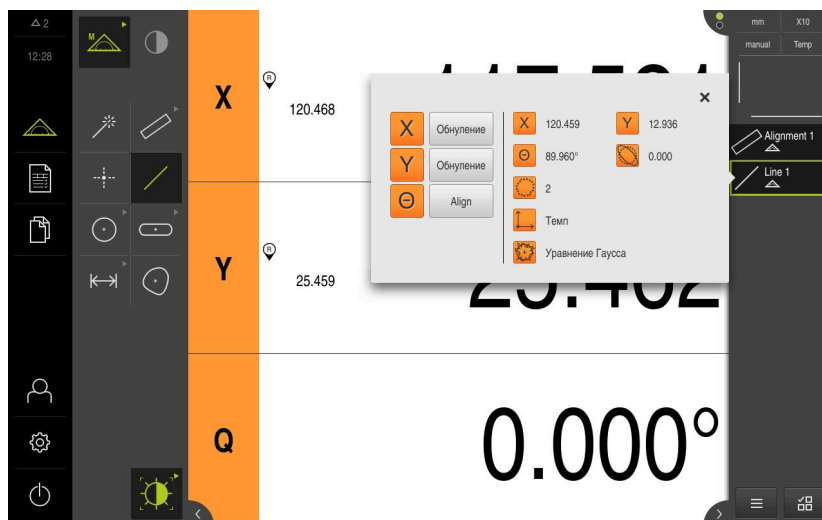 2
12:28
M
X
R
120.468
X
Обнуление
Y
Обнуление
Θ
Align
X
120.459
Y
12.936
Θ
89.960°
0.000
2
Темп
Уравнение Гаусса
Y
R
25.459
Q
0.000°
mm
X10
manual
Temp
Alignment 1
Line 1